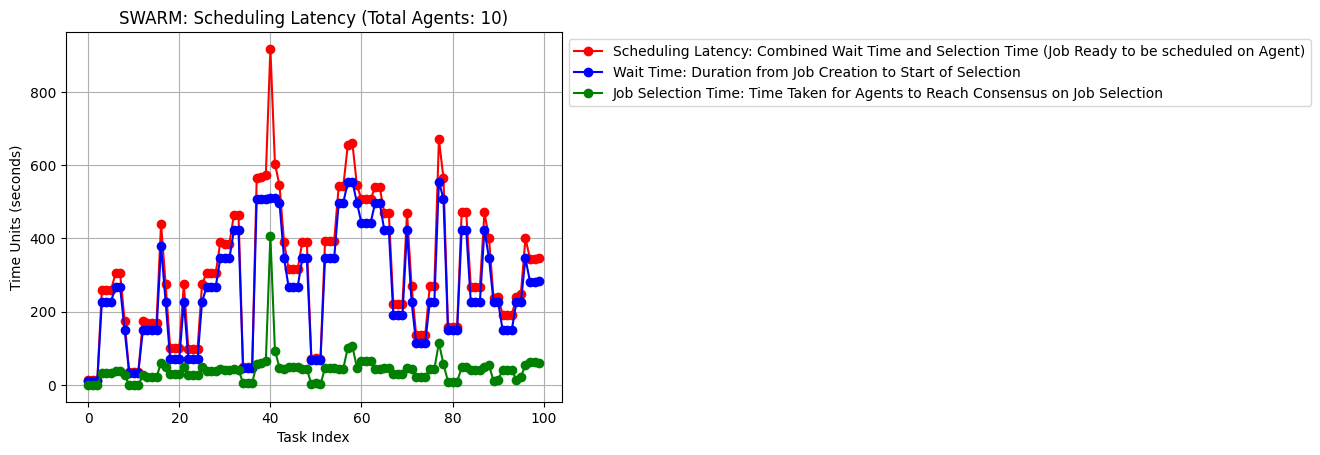 SWARM: Scheduling Latency (Total Agents: 10)
Scheduling Latency: Combined Wait Time and Selection Time (Job Ready to be scheduled on Agent)
Wait Time: Duration from Job Creation to Start of Selection
Job Selection Time: Time Taken for Agents to Reach Consensus on Job Selection
Time Units (seconds)
800
600
400
200
0
0 20 40 60 80 100
Task Index